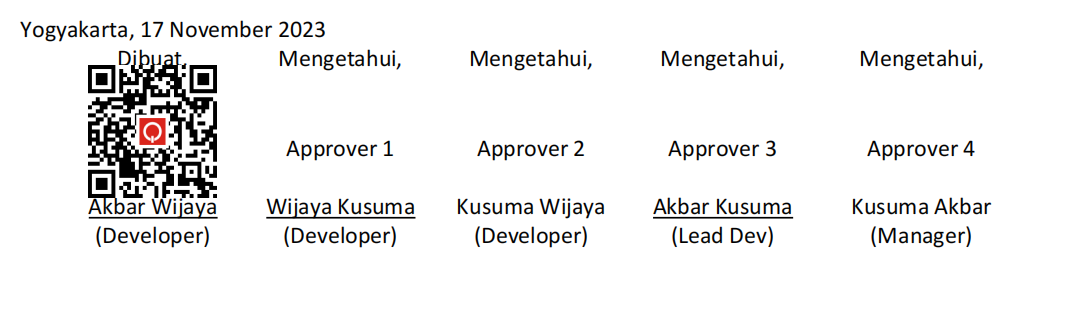 Yogyakarta, 17 November 2023
Dibuat, Mengetahui, Mengetahui, Mengetahui, Mengetahui,
Approver 1 Approver 2 Approver 3 Approver 4
Akbar Wijaya Wijaya Kusuma Kusuma Wijaya Akbar Kusuma Kusuma Akbar
(Developer) (Developer) (Developer) (Lead Dev) (Manager)